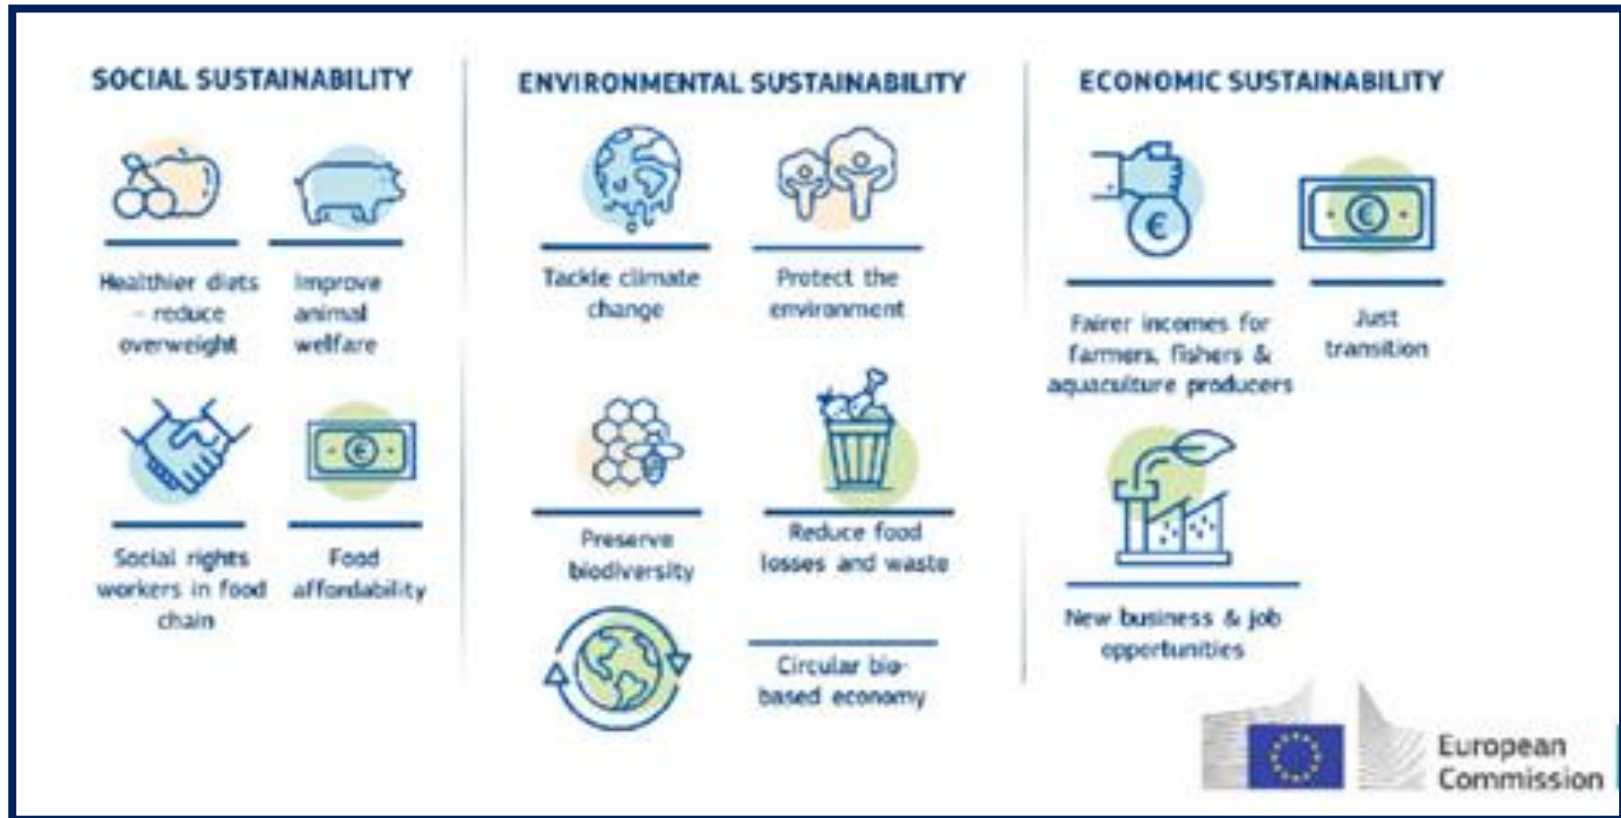 SOCIAL SUSTAINABILITY
Healthier diets
- reduce
overweight
Improve
animal
welfare
Social rights
workers in food
chain
Food
affordability
ENVIRONMENTAL SUSTAINABILITY
Tackle climate
change
Protect the
environment
Preserve
biodiversity
Reduce food
losses and waste
Circular bio-
based economy
ECONOMIC SUSTAINABILITY
€
€
Fairer incomes for
farmers, fishers &
aquaculture producers
Just
transition
New business & job
opportunities
European
Commission